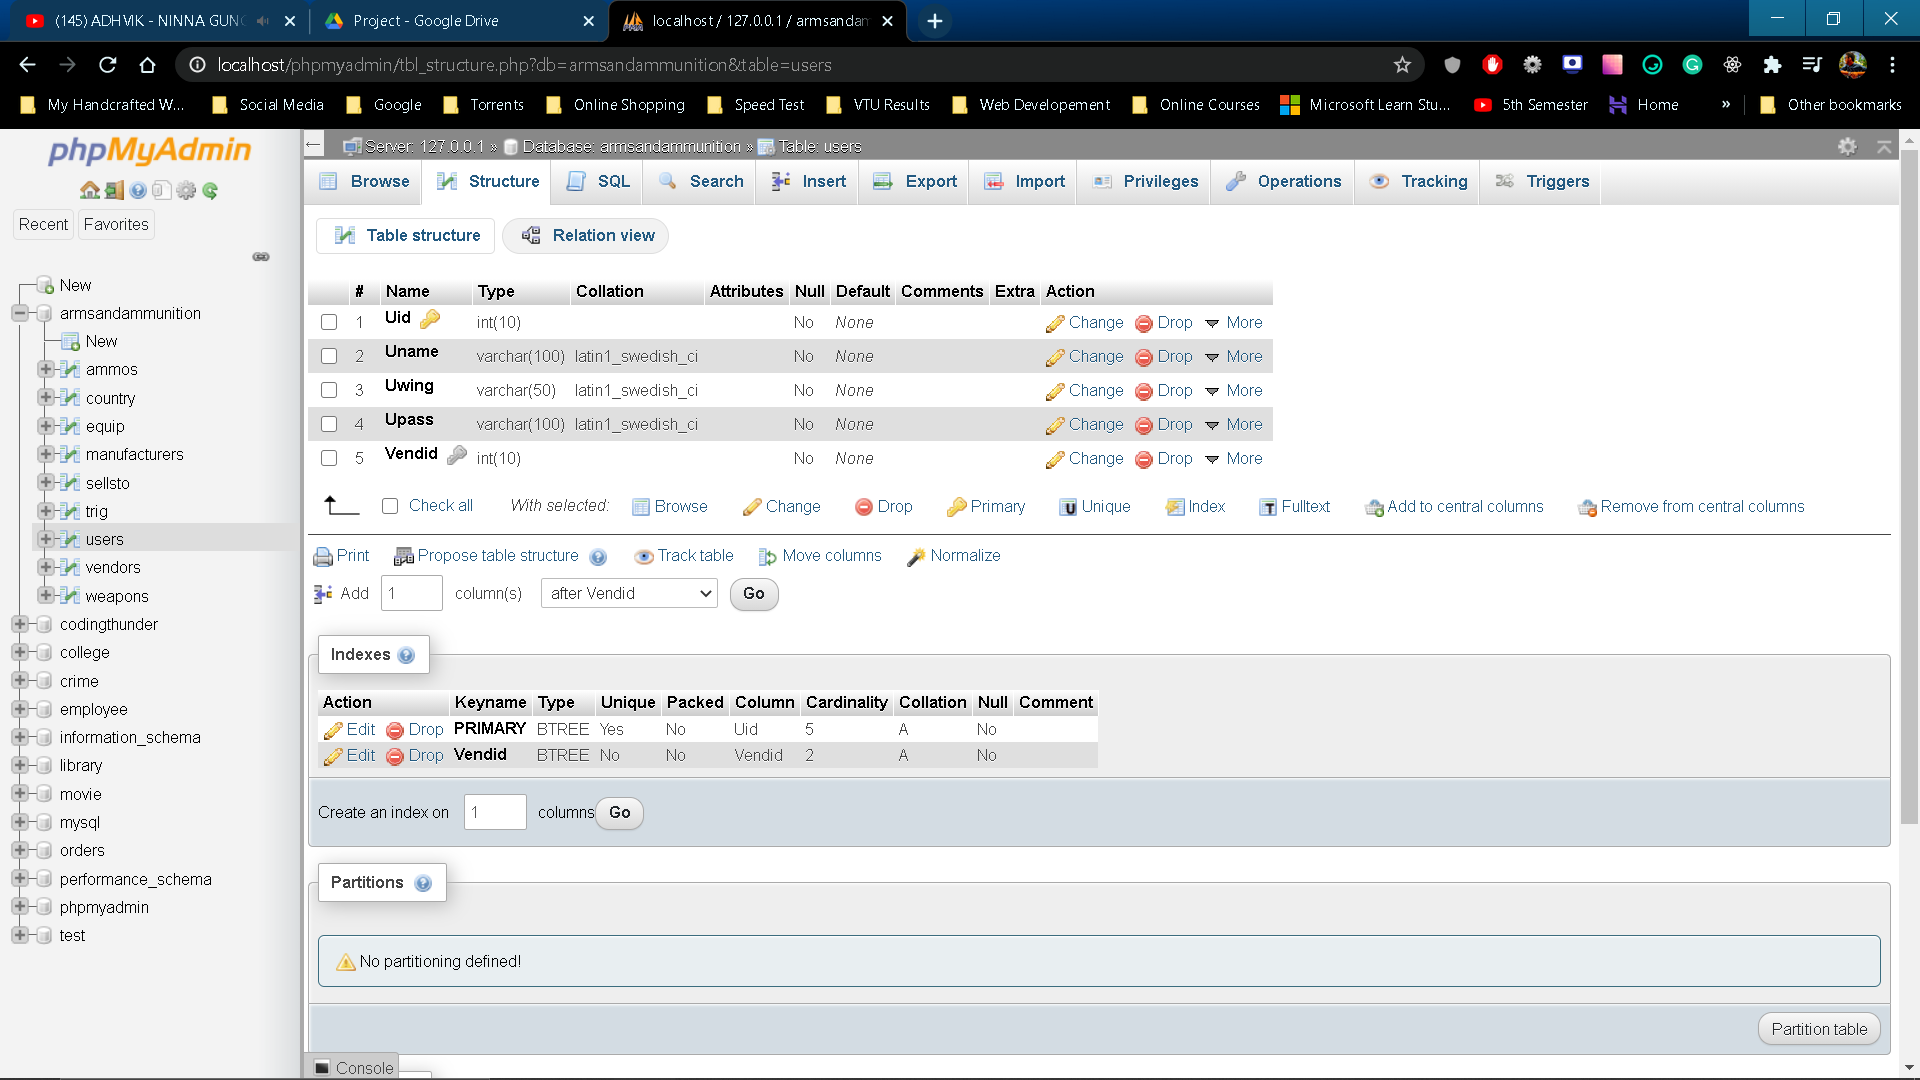 (145) ADHVIK - NINNA GUN
Project - Google Drive
localhost / 127.0.0.1 / armsandam
localhost/phpmyadmin/tbl_structure.php?db=armsandammunition&table=users
My Handcrafted W...
Social Media
Google
Torrents
Online Shopping
Speed Test
VTU Results
Web Developement
Online Courses
Microsoft Learn Stu...
5th Semester
Home
»
Other bookmarks
phpMyAdmin
Recent
Favorites
New
armsandammunition
New
ammos
country
equip
manufacturers
sellsto
trig
users
vendors
weapons
codingthunder
college
crime
employee
information_schema
library
movie
mysql
orders
performance_schema
phpmyadmin
test
Server: 127.0.0.1 » Database: armsandammunition » Table: users
Browse Structure SQL Search Insert Export Import Privileges Operations Tracking Triggers
Table structure Relation view
# Name Type Collation Attributes Null Default Comments Extra Action
1 Uid int(10) No None Change Drop More
2 Uname varchar(100) latin1_swedish_ci No None Change Drop More
3 Uwing varchar(50) latin1_swedish_ci No None Change Drop More
4 Upass varchar(100) latin1_swedish_ci No None Change Drop More
5 Vendid int(10) No None Change Drop More
Check all With selected: Browse Change Drop Primary Unique Index Fulltext Add to central columns Remove from central columns
Print Propose table structure Track table Move columns Normalize
Add 1 column(s) after Vendid Go
Indexes
Action Keyname Type Unique Packed Column Cardinality Collation Null Comment
Edit Drop PRIMARY BTREE Yes No Uid 5 A No
Edit Drop Vendid BTREE No No Vendid 2 A No
Create an index on 1 columns Go
Partitions
No partitioning defined!
Partition table
Console